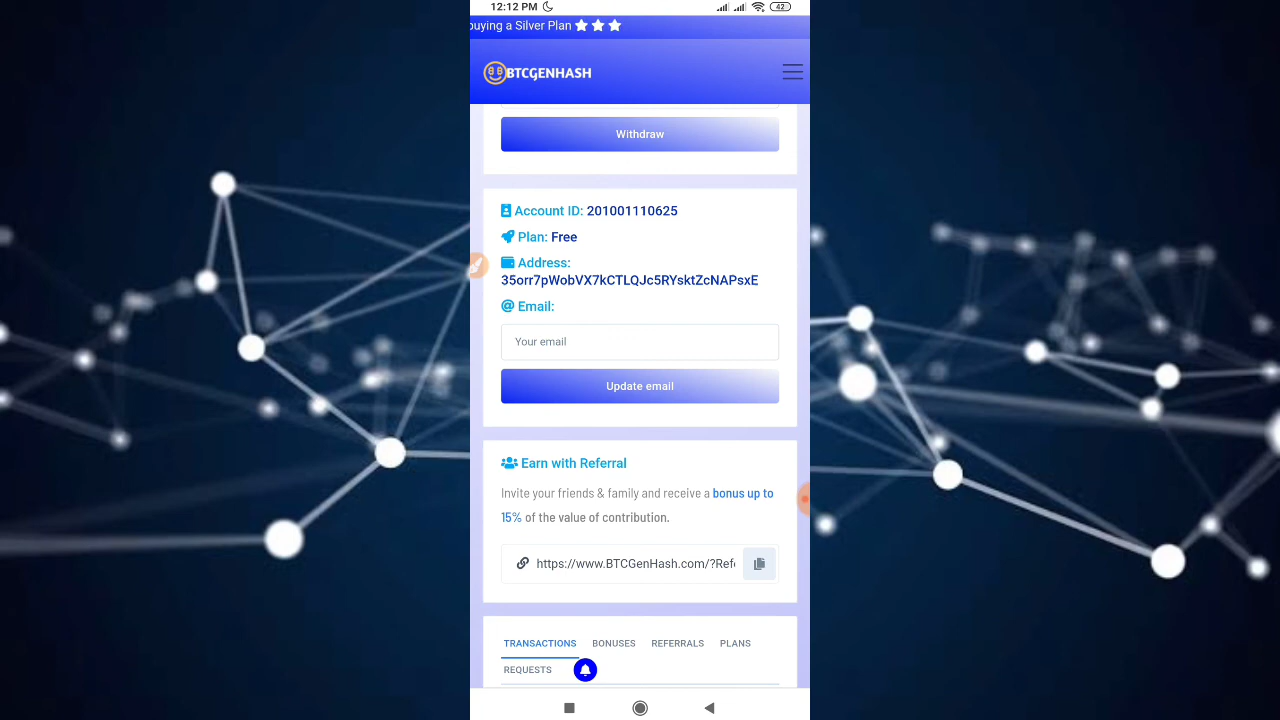 12:12 PM 42
buying a Silver Plan
BTCGENHASH
Withdraw
Account ID: 201001110625
Plan: Free
Address:
35orr7pWobVX7kCTLQJc5RYsktZcNAPsxE
Email:
Your email
Update email
Earn with Referral
Invite your friends & family and receive a bonus up to
15% of the value of contribution.
https://www.BTCGenHash.com/?Refe
TRANSACTIONS BONUSES REFERRALS PLANS
REQUESTS